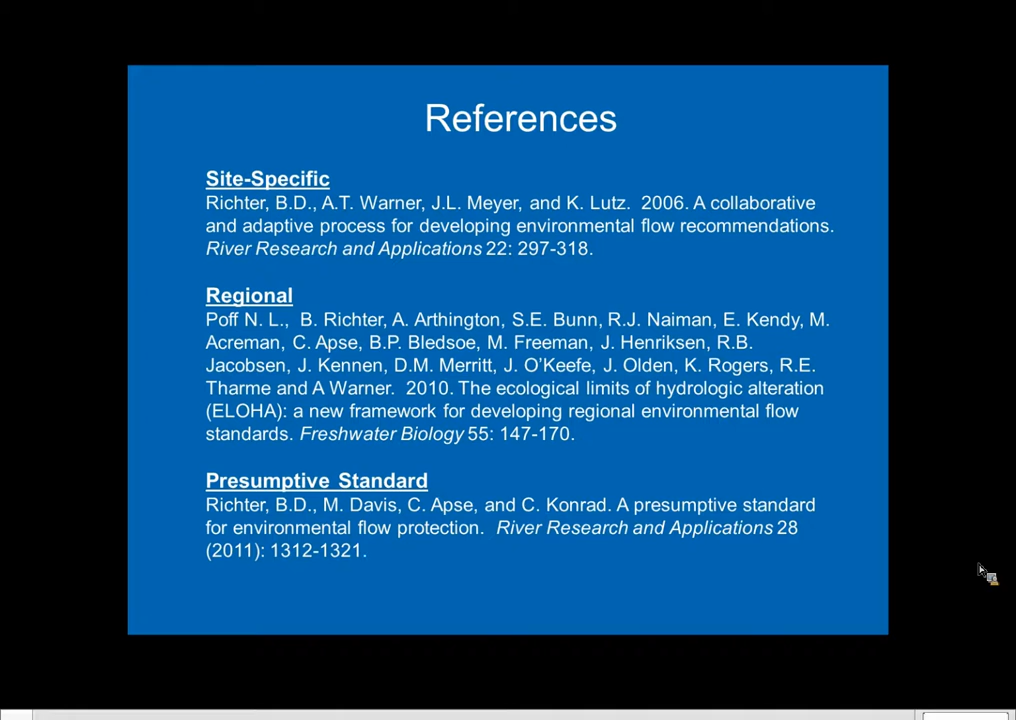 References
Site-Specific
Richter, B.D., A.T. Warner, J.L. Meyer, and K. Lutz.  2006. A collaborative
and adaptive process for developing environmental flow recommendations.
River Research and Applications 22: 297-318.
Regional
Poff N. L.,  B. Richter, A. Arthington, S.E. Bunn, R.J. Naiman, E. Kendy, M.
Acreman, C. Apse, B.P. Bledsoe, M. Freeman, J. Henriksen, R.B.
Jacobsen, J. Kennen, D.M. Merritt, J. O’Keefe, J. Olden, K. Rogers, R.E.
Tharme and A Warner.  2010. The ecological limits of hydrologic alteration
(ELOHA): a new framework for developing regional environmental flow
standards. Freshwater Biology 55: 147-170.
Presumptive Standard
Richter, B.D., M. Davis, C. Apse, and C. Konrad. A presumptive standard
for environmental flow protection.  River Research and Applications 28
(2011): 1312-1321.